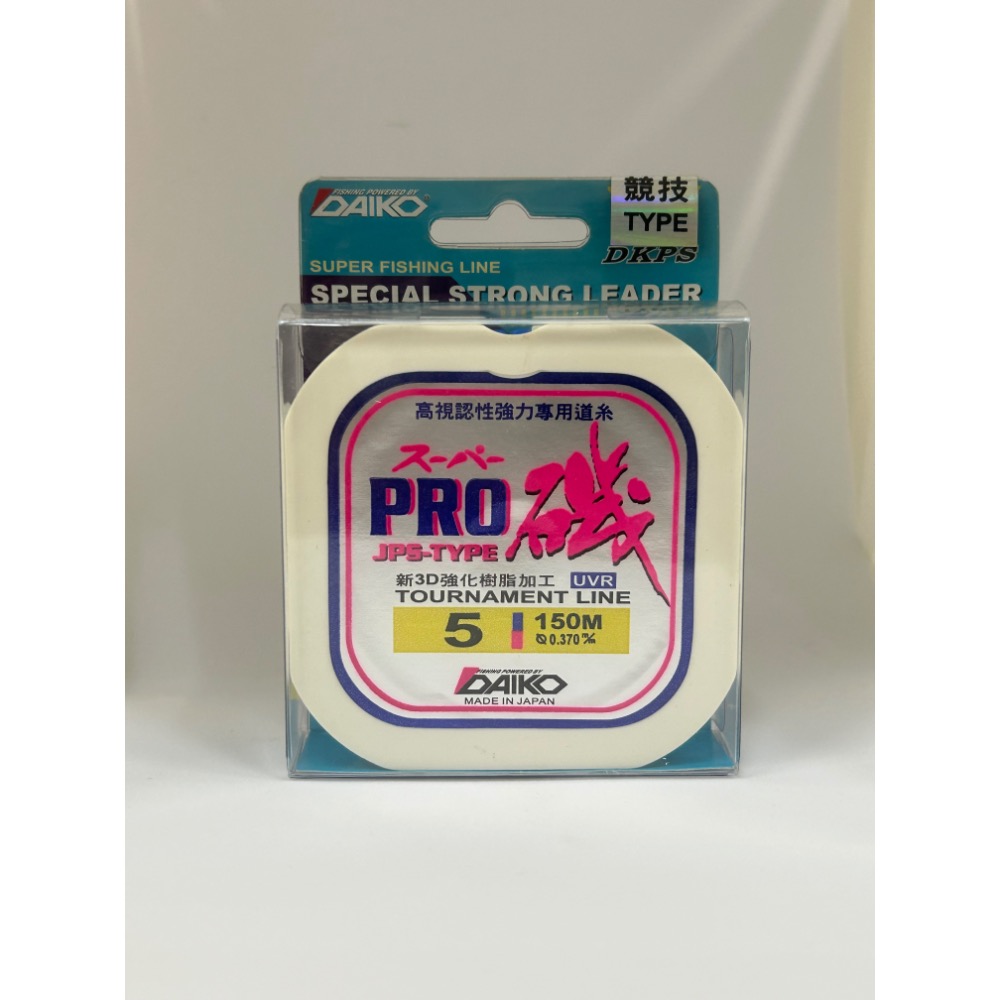 FISHING POWERED BY
DAIKO
競技
TYPE
DKPS
SUPER FISHING LINE
SPECIAL STRONG LEADER
高視認性強力專用道糸
スーパー
PRO 磯
JPS-TYPE
新3D強化樹脂加工 UVR
TOURNAMENT LINE
5 150M
0.370 m/m
FISHING POWERED BY
DAIKO
MADE IN JAPAN